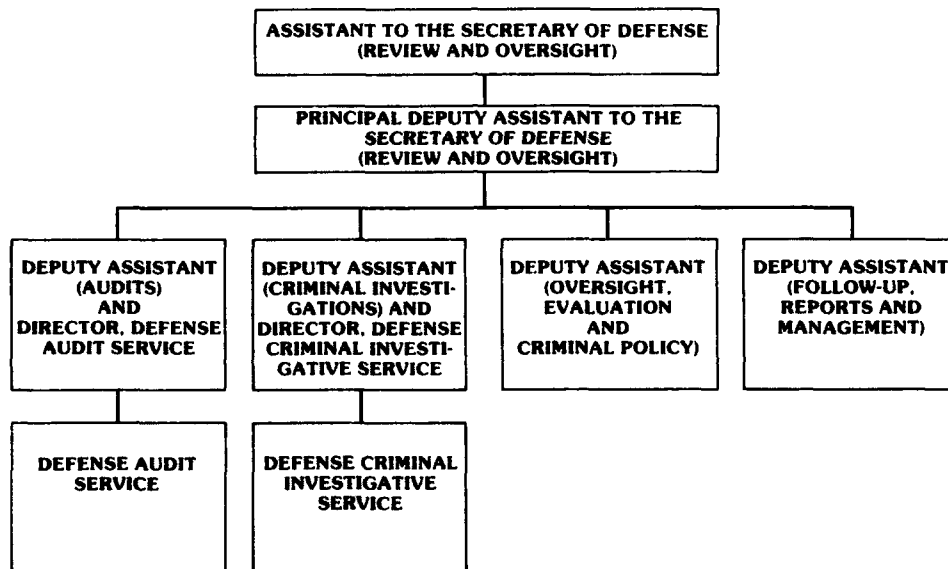 ASSISTANT TO THE SECRETARY OF DEFENSE
(REVIEW AND OVERSIGHT)
PRINCIPAL DEPUTY ASSISTANT TO THE
SECRETARY OF DEFENSE
(REVIEW AND OVERSIGHT)
DEPUTY ASSISTANT
(AUDITS)
AND
DIRECTOR, DEFENSE
AUDIT SERVICE
DEPUTY ASSISTANT
(CRIMINAL INVESTI-
GATIONS) AND
DIRECTOR, DEFENSE
CRIMINAL INVESTI-
GATIVE SERVICE
DEPUTY ASSISTANT
(OVERSIGHT,
EVALUATION
AND
CRIMINAL POLICY)
DEPUTY ASSISTANT
(FOLLOW-UP,
REPORTS AND
MANAGEMENT)
DEFENSE AUDIT
SERVICE
DEFENSE CRIMINAL
INVESTIGATIVE
SERVICE